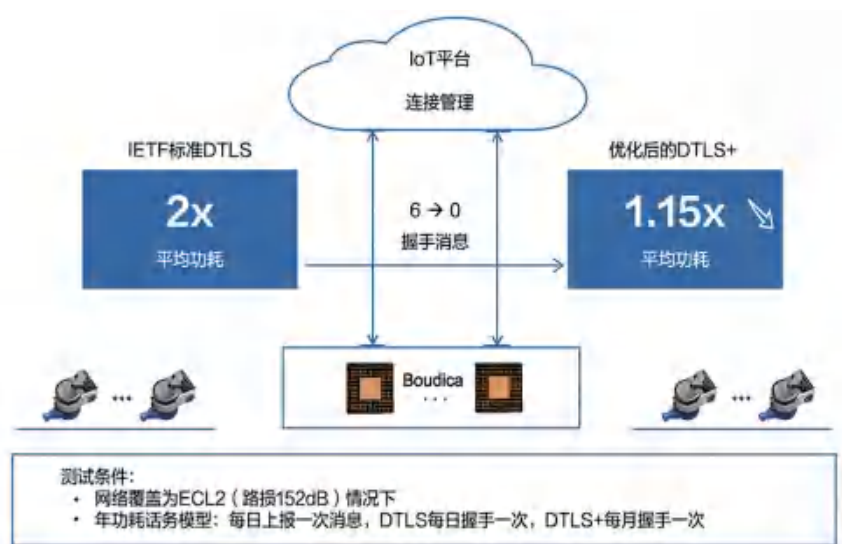 IoT平台
连接管理
IETF标准DTLS
优化后的DTLS+
2x
平均功耗
6 → 0
握手消息
1.15x
平均功耗
Boudica
...
...
...
测试条件：
• 网络覆盖为ECL2（路损152dB）情况下
• 年功耗话务模型：每日上报一次消息，DTLS每日握手一次，DTLS+每月握手一次